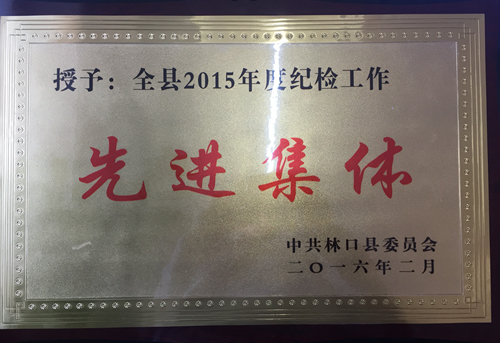 授予：全县2015年度纪检工作
先进集体
中共林口县委员会
二〇一六年二月